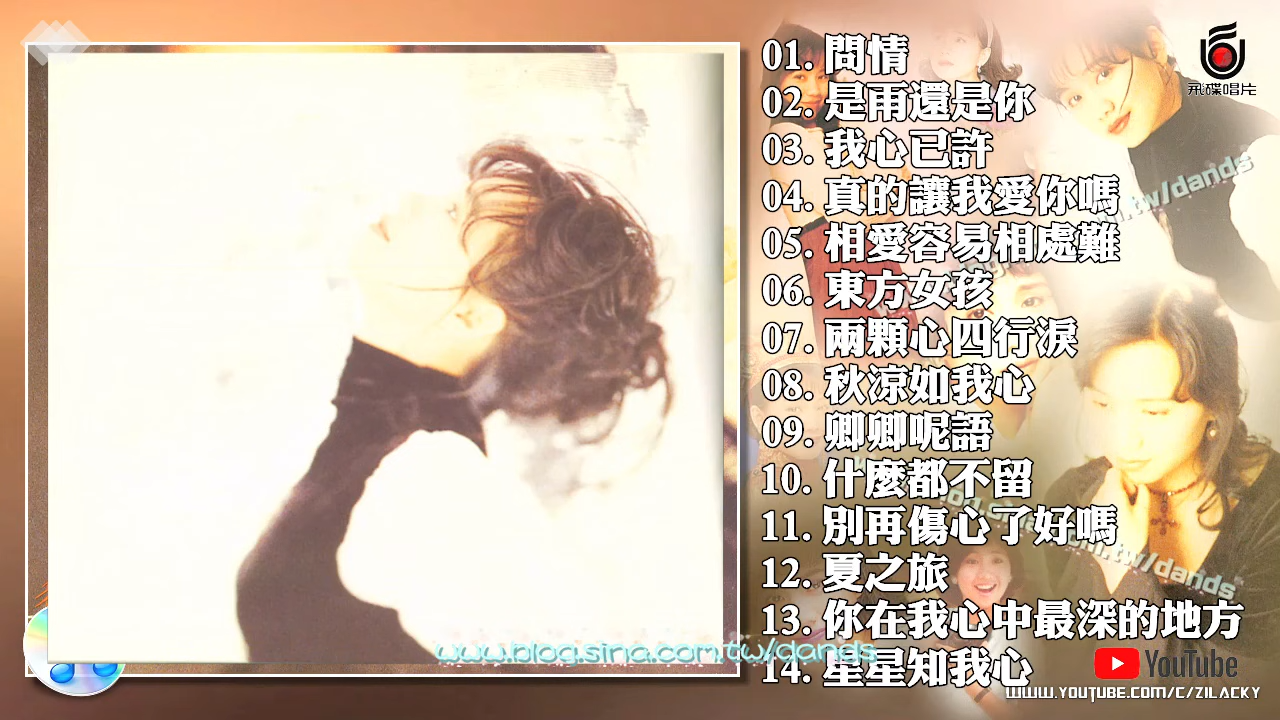 01. 問情
02. 是雨還是你
03. 我心已許
04. 真的讓我愛你嗎
05. 相愛容易相處難
06. 東方女孩
07. 兩顆心四行淚
08. 秋凉如我心
09. 卿卿呢語
10. 什麼都不留
11. 別再傷心了好嗎
12. 夏之旅
13. 你在我心中最深的地方
14. 星星知我心
飛碟唱片
www.blog.sina.com.tw/dands
YouTube
WWW.YOUTUBE.COM/C/ZILACKY